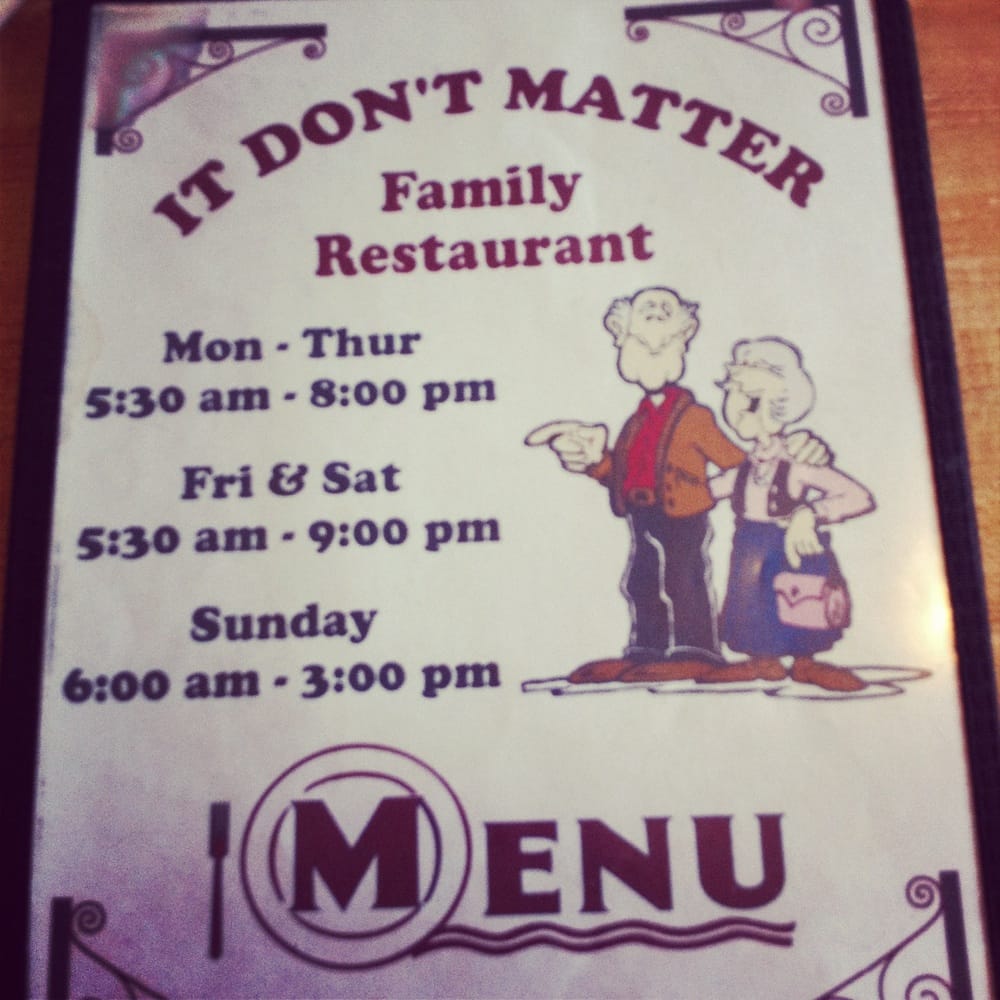 IT DON'T MATTER
Family
Restaurant
Mon - Thur
5:30 am - 8:00 pm
Fri & Sat
5:30 am - 9:00 pm
Sunday
6:00 am - 3:00 pm
MENU